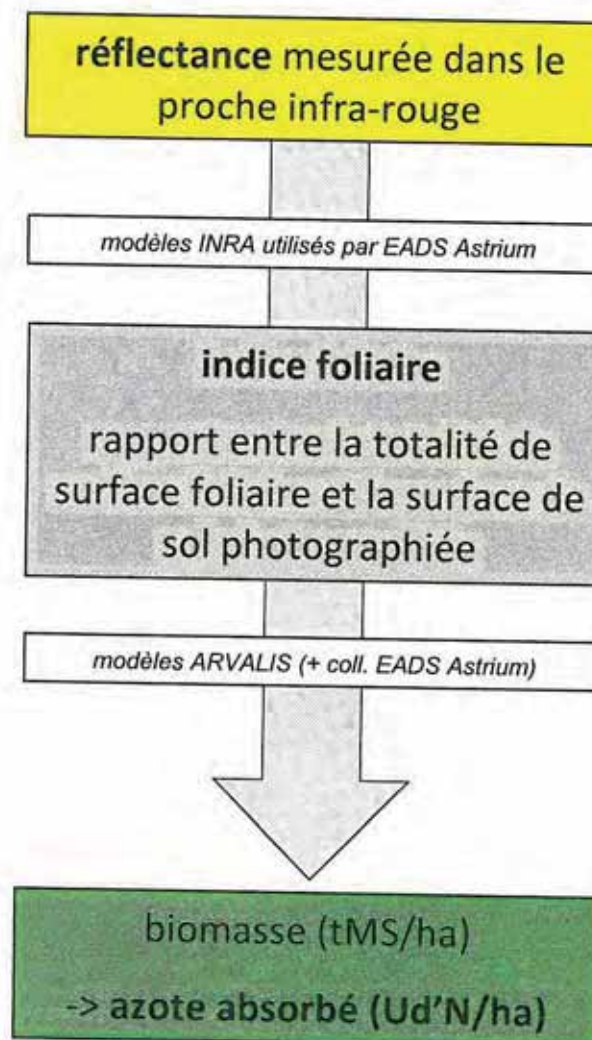 réflectance mesurée dans le
proche infra-rouge
modèles INRA utilisés par EADS Astrium
indice foliaire
rapport entre la totalité de
surface foliaire et la surface de
sol photographiée
modèles ARVALIS (+ coll. EADS Astrium)
biomasse (tMS/ha)
-> azote absorbé (Ud'N/ha)